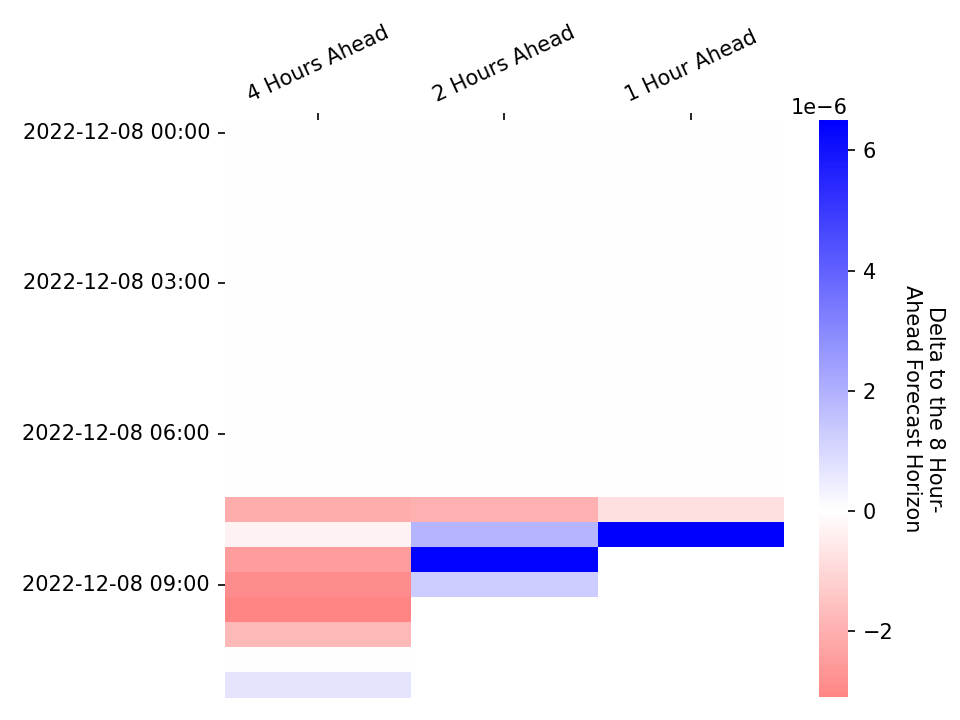 4 Hours Ahead
2 Hours Ahead
1 Hour Ahead
1e−6
2022-12-08 00:00
2022-12-08 03:00
2022-12-08 06:00
2022-12-08 09:00
6
4
2
0
−2
Delta to the 8 Hour-
Ahead Forecast Horizon